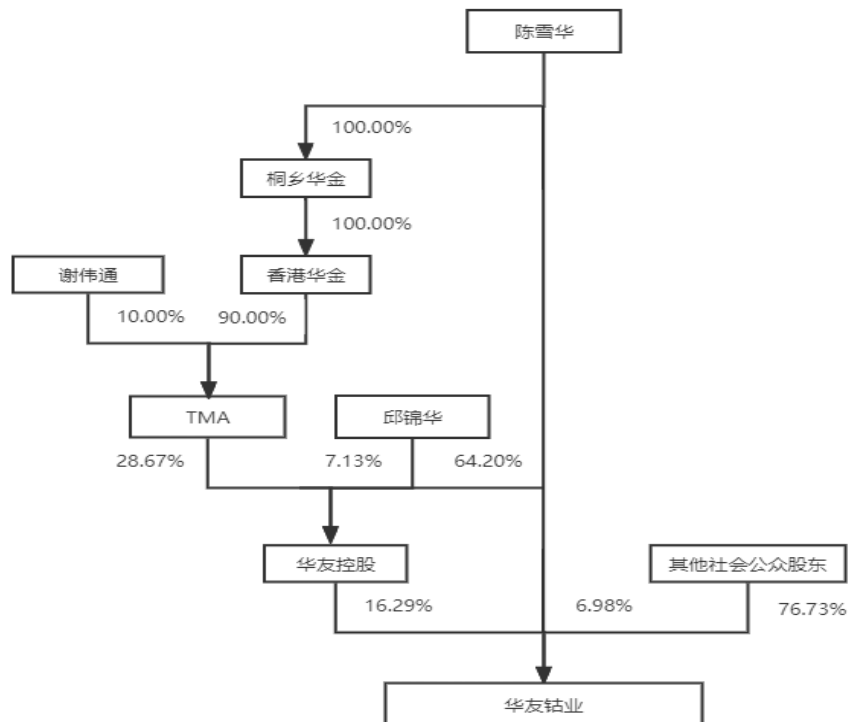 陈雪华
100.00%
桐乡华金
100.00%
谢伟通
香港华金
10.00%
90.00%
TMA
邱锦华
28.67%
7.13%
64.20%
华友控股
其他社会公众股东
16.29%
6.98%
76.73%
华友钴业